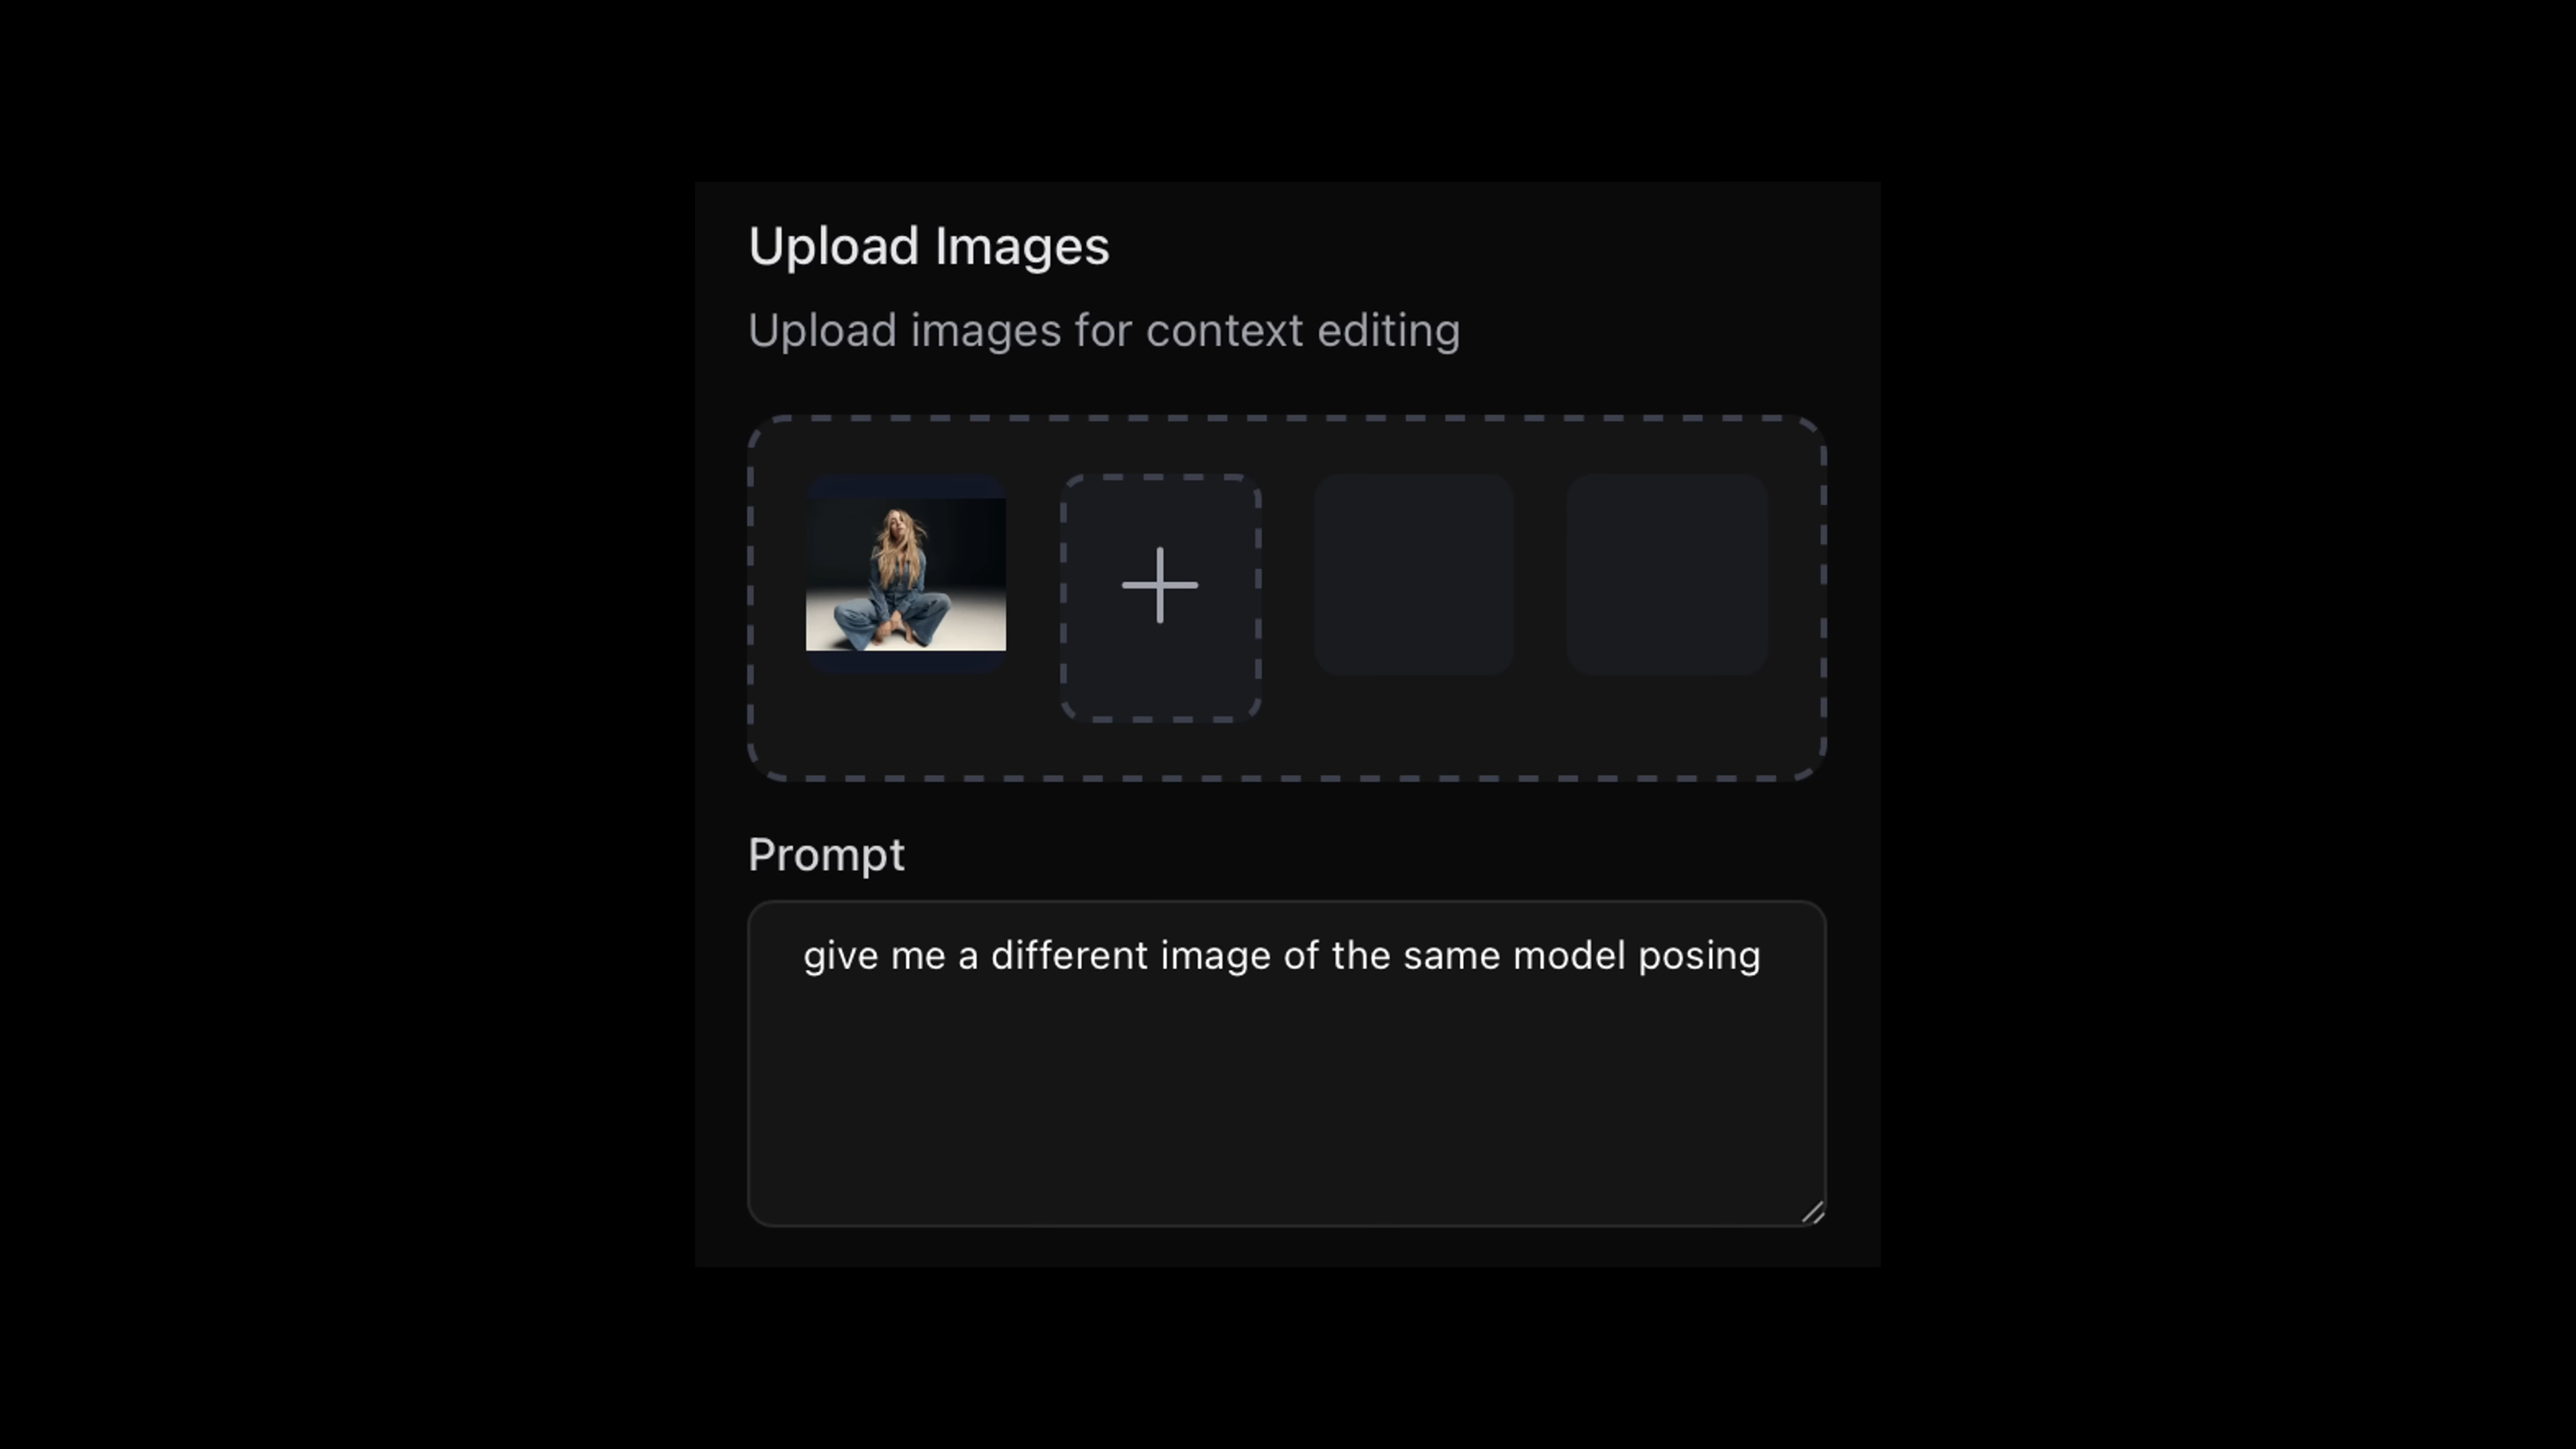 Upload Images
Upload images for context editing
Prompt
give me a different image of the same model posing